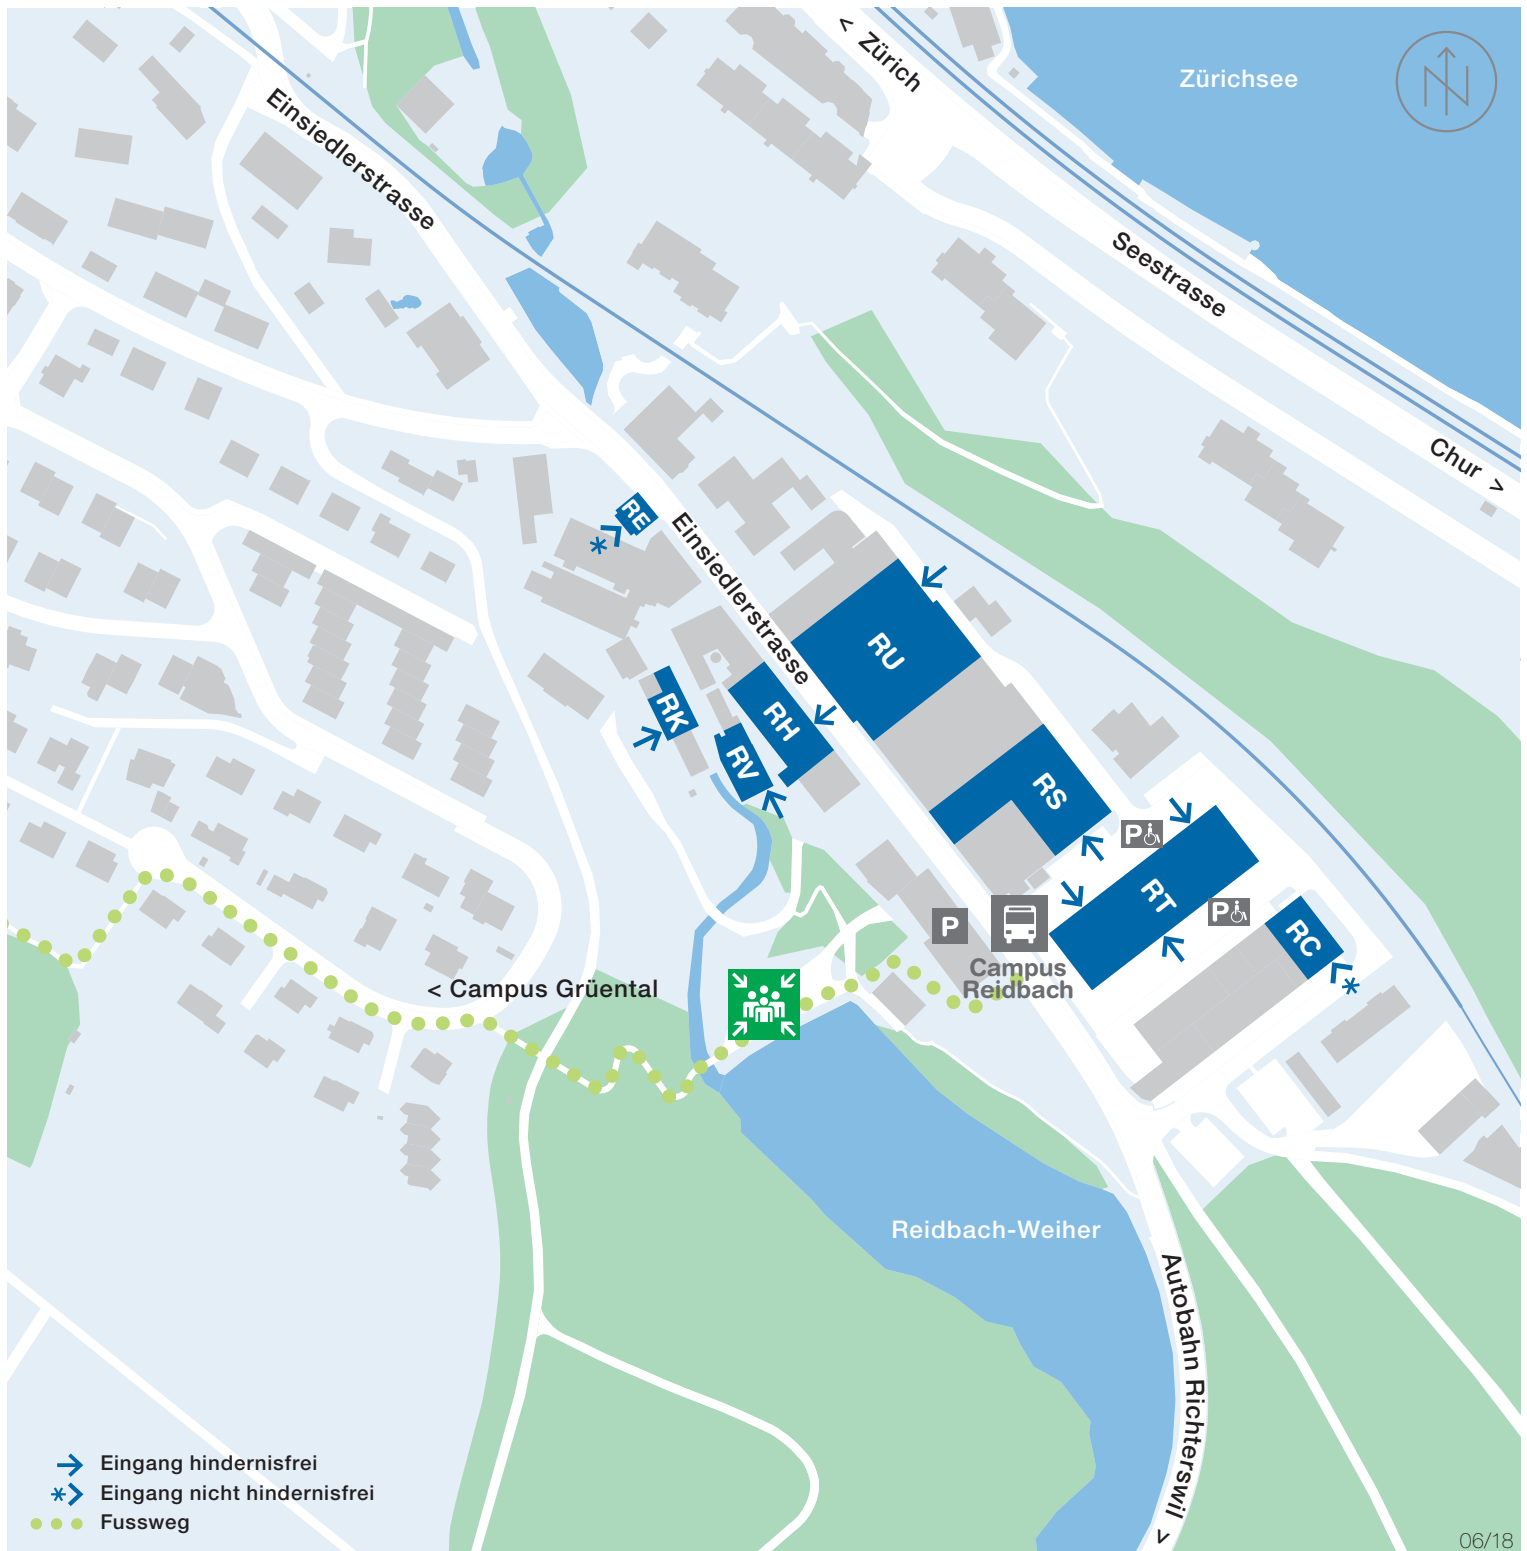 < Zürich
Zürichsee
N
Einsiedlerstrasse
Seestrasse
Chur >
RE
Einsiedlerstrasse
RU
RK
RH
RV
RS
P
RT
P
P
RC
Campus
Reidbach
< Campus Grüental
Reidbach-Weiher
Autobahn Richterswil >
Eingang hindernisfrei
Eingang nicht hindernisfrei
Fussweg
06/18